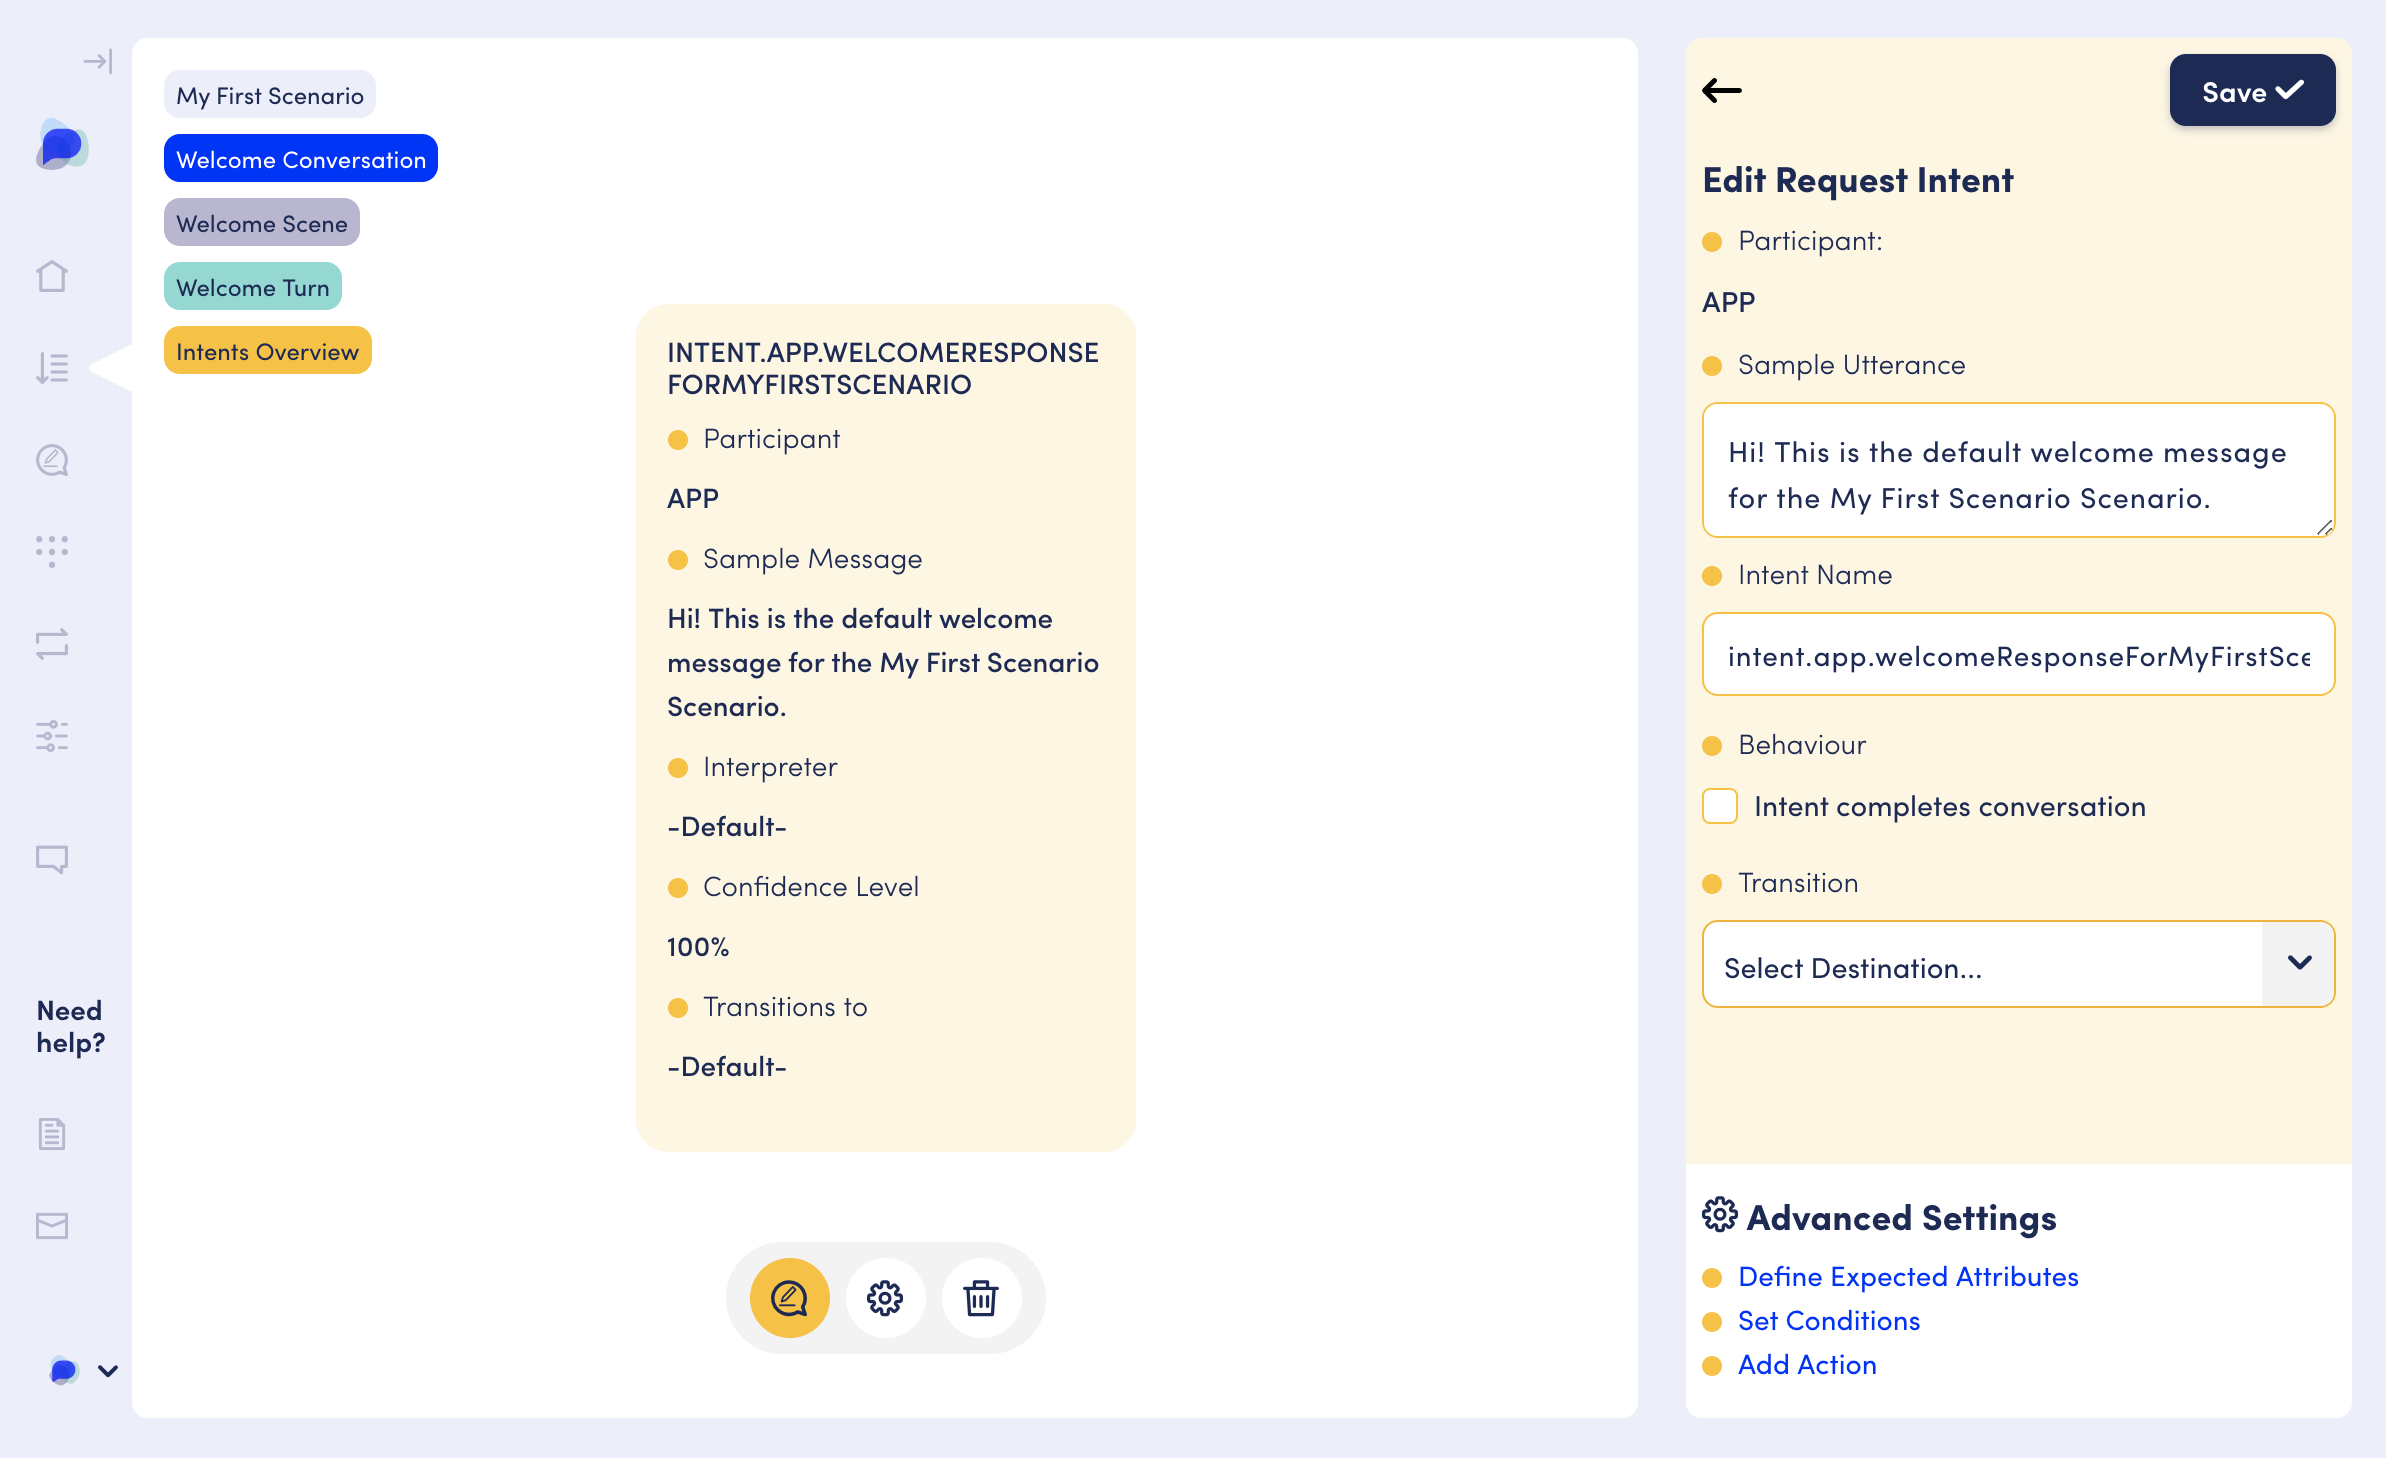 My First Scenario
Welcome Conversation
Welcome Scene
Welcome Turn
Intents Overview
Need
help?
INTENT.APP.WELCOMERESPONSE
FORMYFIRSTSCENARIO
Participant
APP
Sample Message
Hi! This is the default welcome
message for the My First Scenario
Scenario.
Interpreter
-Default-
Confidence Level
100%
Transitions to
-Default-
Save
Edit Request Intent
Participant:
APP
Sample Utterance
Hi! This is the default welcome message
for the My First Scenario Scenario.
Intent Name
intent.app.welcomeResponseForMyFirstSce
Behaviour
Intent completes conversation
Transition
Select Destination...
Advanced Settings
Define Expected Attributes
Set Conditions
Add Action